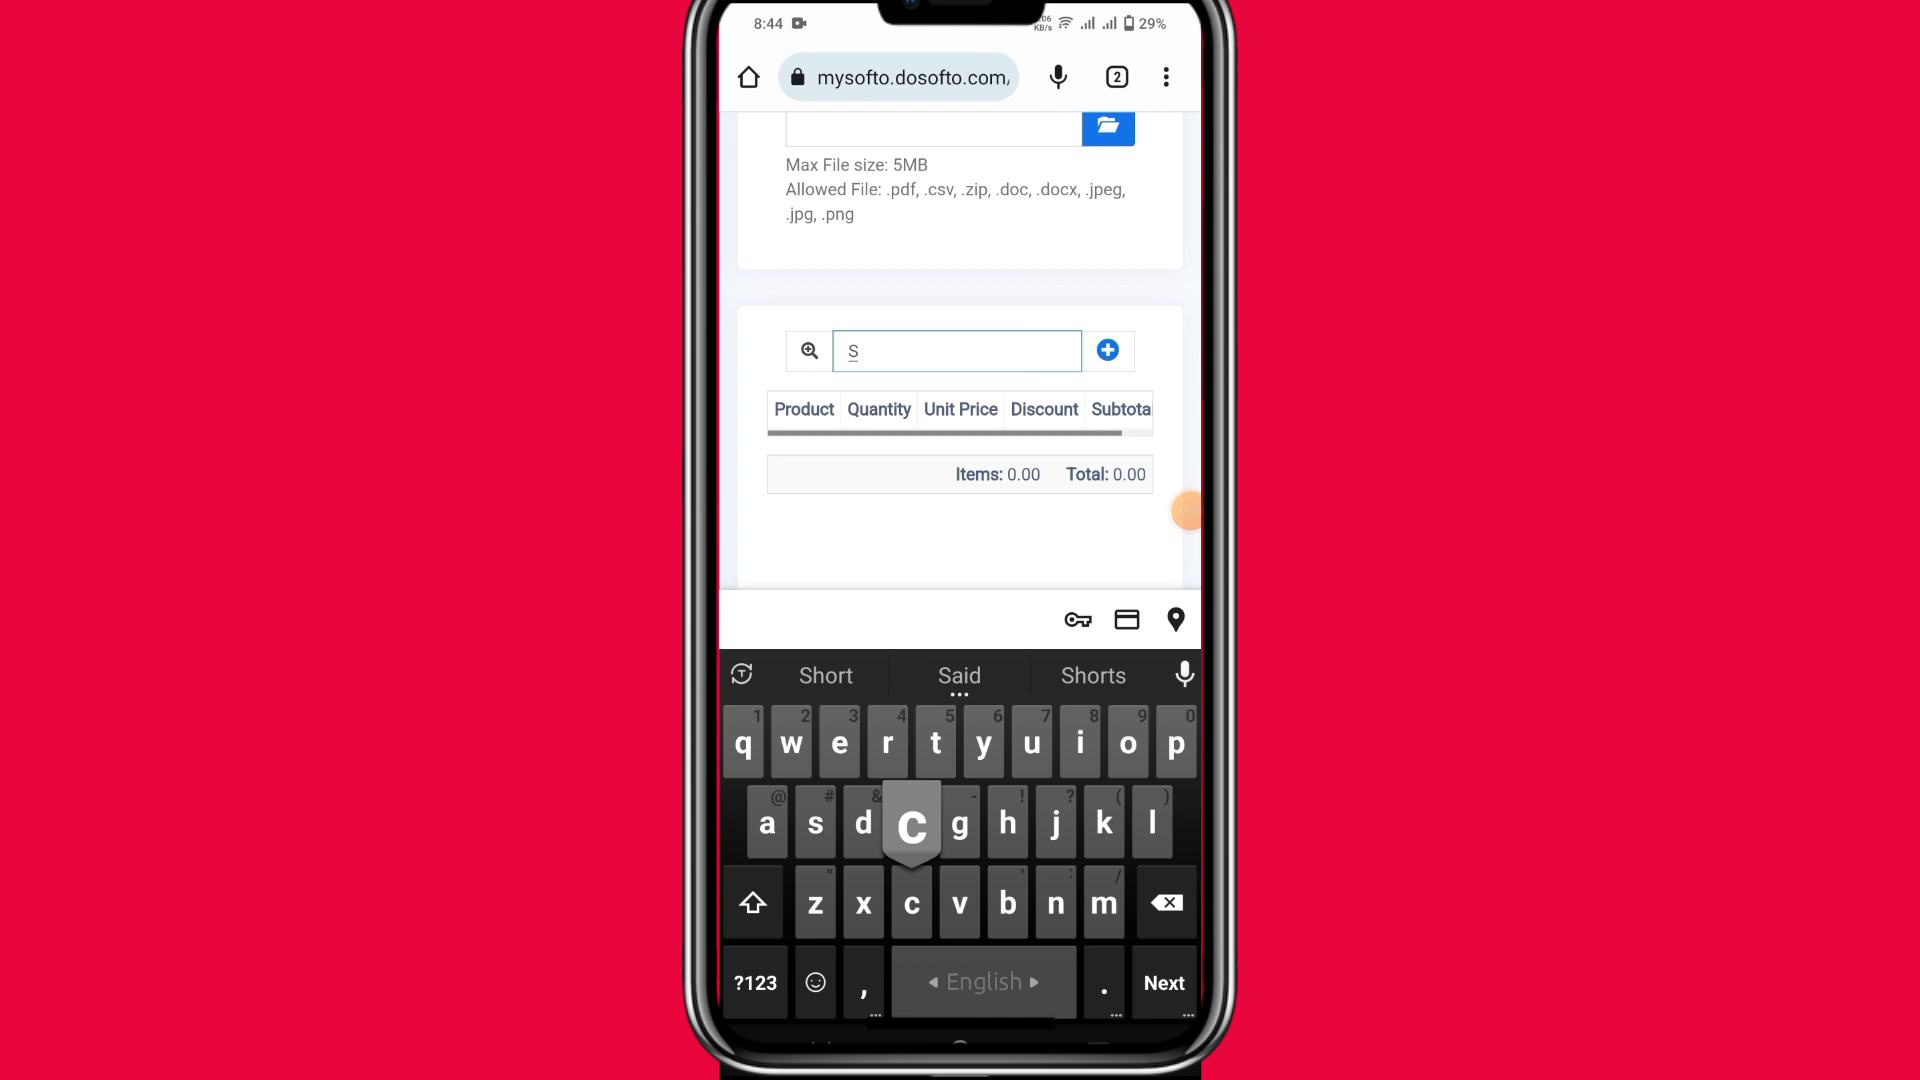 8:44 29%
KB/s
mysofto.dosofto.com/ 2
Max File size: 5MB
Allowed File: .pdf, .csv, .zip, .doc, .docx, .jpeg,
.jpg, .png
S
Product Quantity Unit Price Discount Subtota
Items: 0.00 Total: 0.00
Short Said Shorts
1 2 3 4 5 6 7 8 9 0
q w e r t y u i o p
@ # & - ! ? ( )
a s d c g h j k l
" ' : /
z x c v b n m
?123 , English . Next